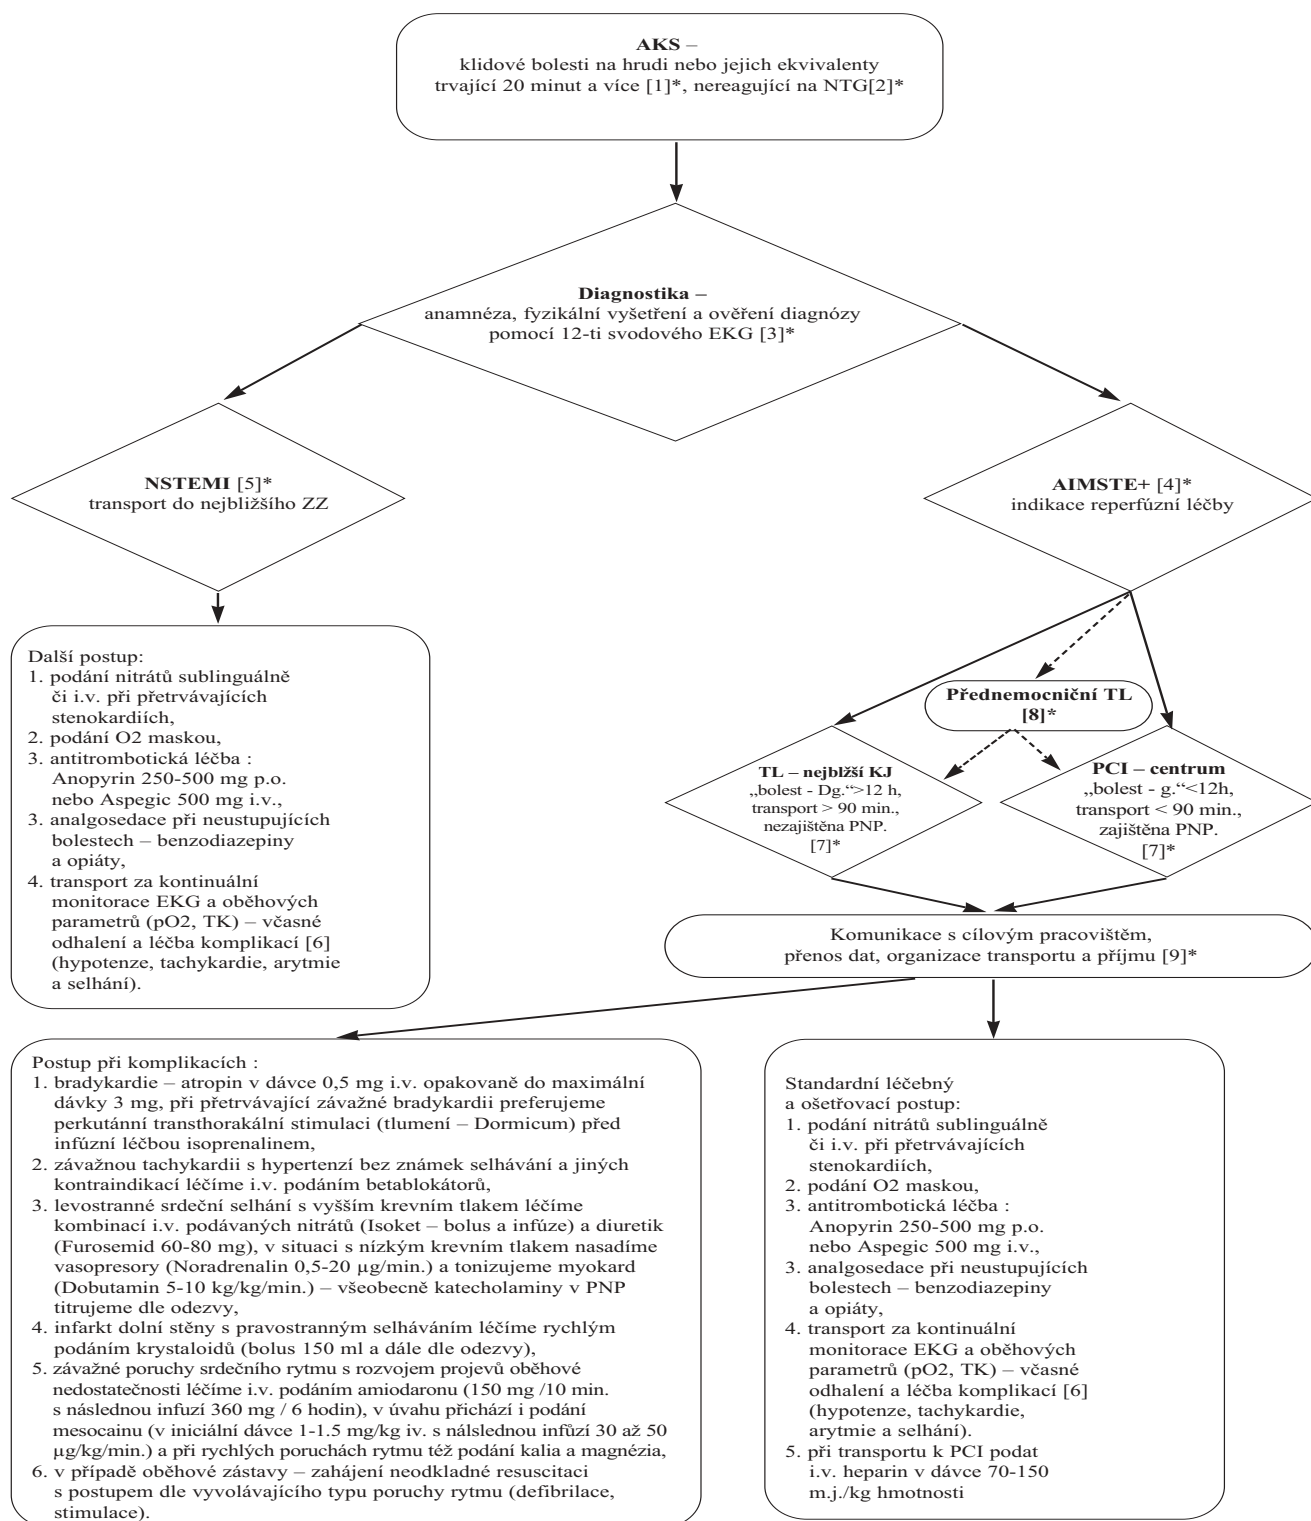 AKS –
klidové bolesti na hrudi nebo jejich ekvivalenty
trvající 20 minut a více [1]*, nereagující na NTG[2]*
Diagnostika –
anamnéza, fyzikální vyšetření a ověření diagnózy
pomocí 12-ti svodového EKG [3]*
NSTEMI [5]*
transport do nejbližšího ZZ
AIMSTE+ [4]*
indikace reperfúzní léčby
Další postup:
1. podání nitrátů sublinguálně
či i.v. při přetrvávajících
stenokardiích,
2. podání O2 maskou,
3. antitrombotická léčba :
Anopyrin 250-500 mg p.o.
nebo Aspegic 500 mg i.v.,
3. analgosedace při neustupujících
bolestech – benzodiazepiny
a opiáty,
4. transport za kontinuální
monitorace EKG a oběhových
parametrů (pO2, TK) – včasné
odhalení a léčba komplikací [6]
(hypotenze, tachykardie, arytmie
a selhání).
Přednemocniční TL
[8]*
TL – nejblžší KJ
„bolest - Dg.“>12 h,
transport > 90 min.,
nezajištěna PNP.
[7]*
PCI – centrum
„bolest - g.“<12h,
transport < 90 min.,
zajištěna PNP.
[7]*
Komunikace s cílovým pracovištěm,
přenos dat, organizace transportu a příjmu [9]*
Postup při komplikacích :
1. bradykardie – atropin v dávce 0,5 mg i.v. opakovaně do maximální
dávky 3 mg, při přetrvávající závažné bradykardii preferujeme
perkutánní transthorakální stimulaci (tlumení – Dormicum) před
infúzní léčbou isoprenalinem,
2. závažnou tachykardii s hypertenzí bez známek selhávání a jiných
kontraindikací léčíme i.v. podáním betablokátorů,
3. levostranné srdeční selhání s vyšším krevním tlakem léčíme
kombinací i.v. podávaných nitrátů (Isoket – bolus a infúze) a diuretik
(Furosemid 60-80 mg), v situaci s nízkým krevním tlakem nasadíme
vasopresory (Noradrenalin 0,5-20 µg/min.) a tonizujeme myokard
(Dobutamin 5-10 kg/kg/min.) – všeobecně katecholaminy v PNP
titrujeme dle odezvy,
4. infarkt dolní stěny s pravostranným selháváním léčíme rychlým
podáním krystaloidů (bolus 150 ml a dále dle odezvy),
5. závažné poruchy srdečního rytmu s rozvojem projevů oběhové
nedostatečnosti léčíme i.v. podáním amiodaronu (150 mg /10 min.
s následnou infuzí 360 mg / 6 hodin), v úvahu přichází i podání
mesocainu (v iniciální dávce 1-1.5 mg/kg iv. s nálslednou infůzí 30 až 50
µg/kg/min.) a při rychlých poruchách rytmu též podání kalia a magnézia,
6. v případě oběhové zástavy – zahájení neodkladné resuscitaci
s postupem dle vyvolávajícího typu poruchy rytmu (defibrilace,
stimulace).
Standardní léčebný
a ošetřovací postup:
1. podání nitrátů sublinguálně
či i.v. při přetrvávajících
stenokardiích,
2. podání O2 maskou,
3. antitrombotická léčba :
Anopyrin 250-500 mg p.o.
nebo Aspegic 500 mg i.v.,
3. analgosedace při neustupujících
bolestech – benzodiazepiny
a opiáty,
4. transport za kontinuální
monitorace EKG a oběhových
parametrů (pO2, TK) – včasné
odhalení a léčba komplikací [6]
(hypotenze, tachykardie,
arytmie a selhání).
5. při transportu k PCI podat
i.v. heparin v dávce 70-150
m.j./kg hmotnosti